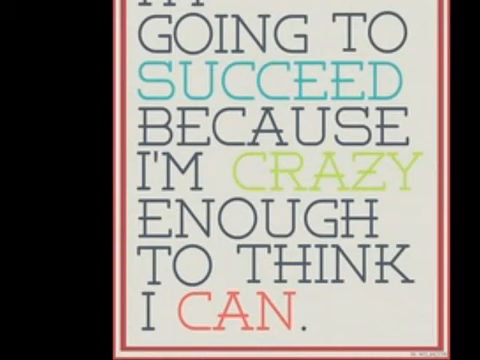 GOING TO
SUCCEED
BECAUSE
I'M CRAZY
ENOUGH
TO THINK
I CAN.